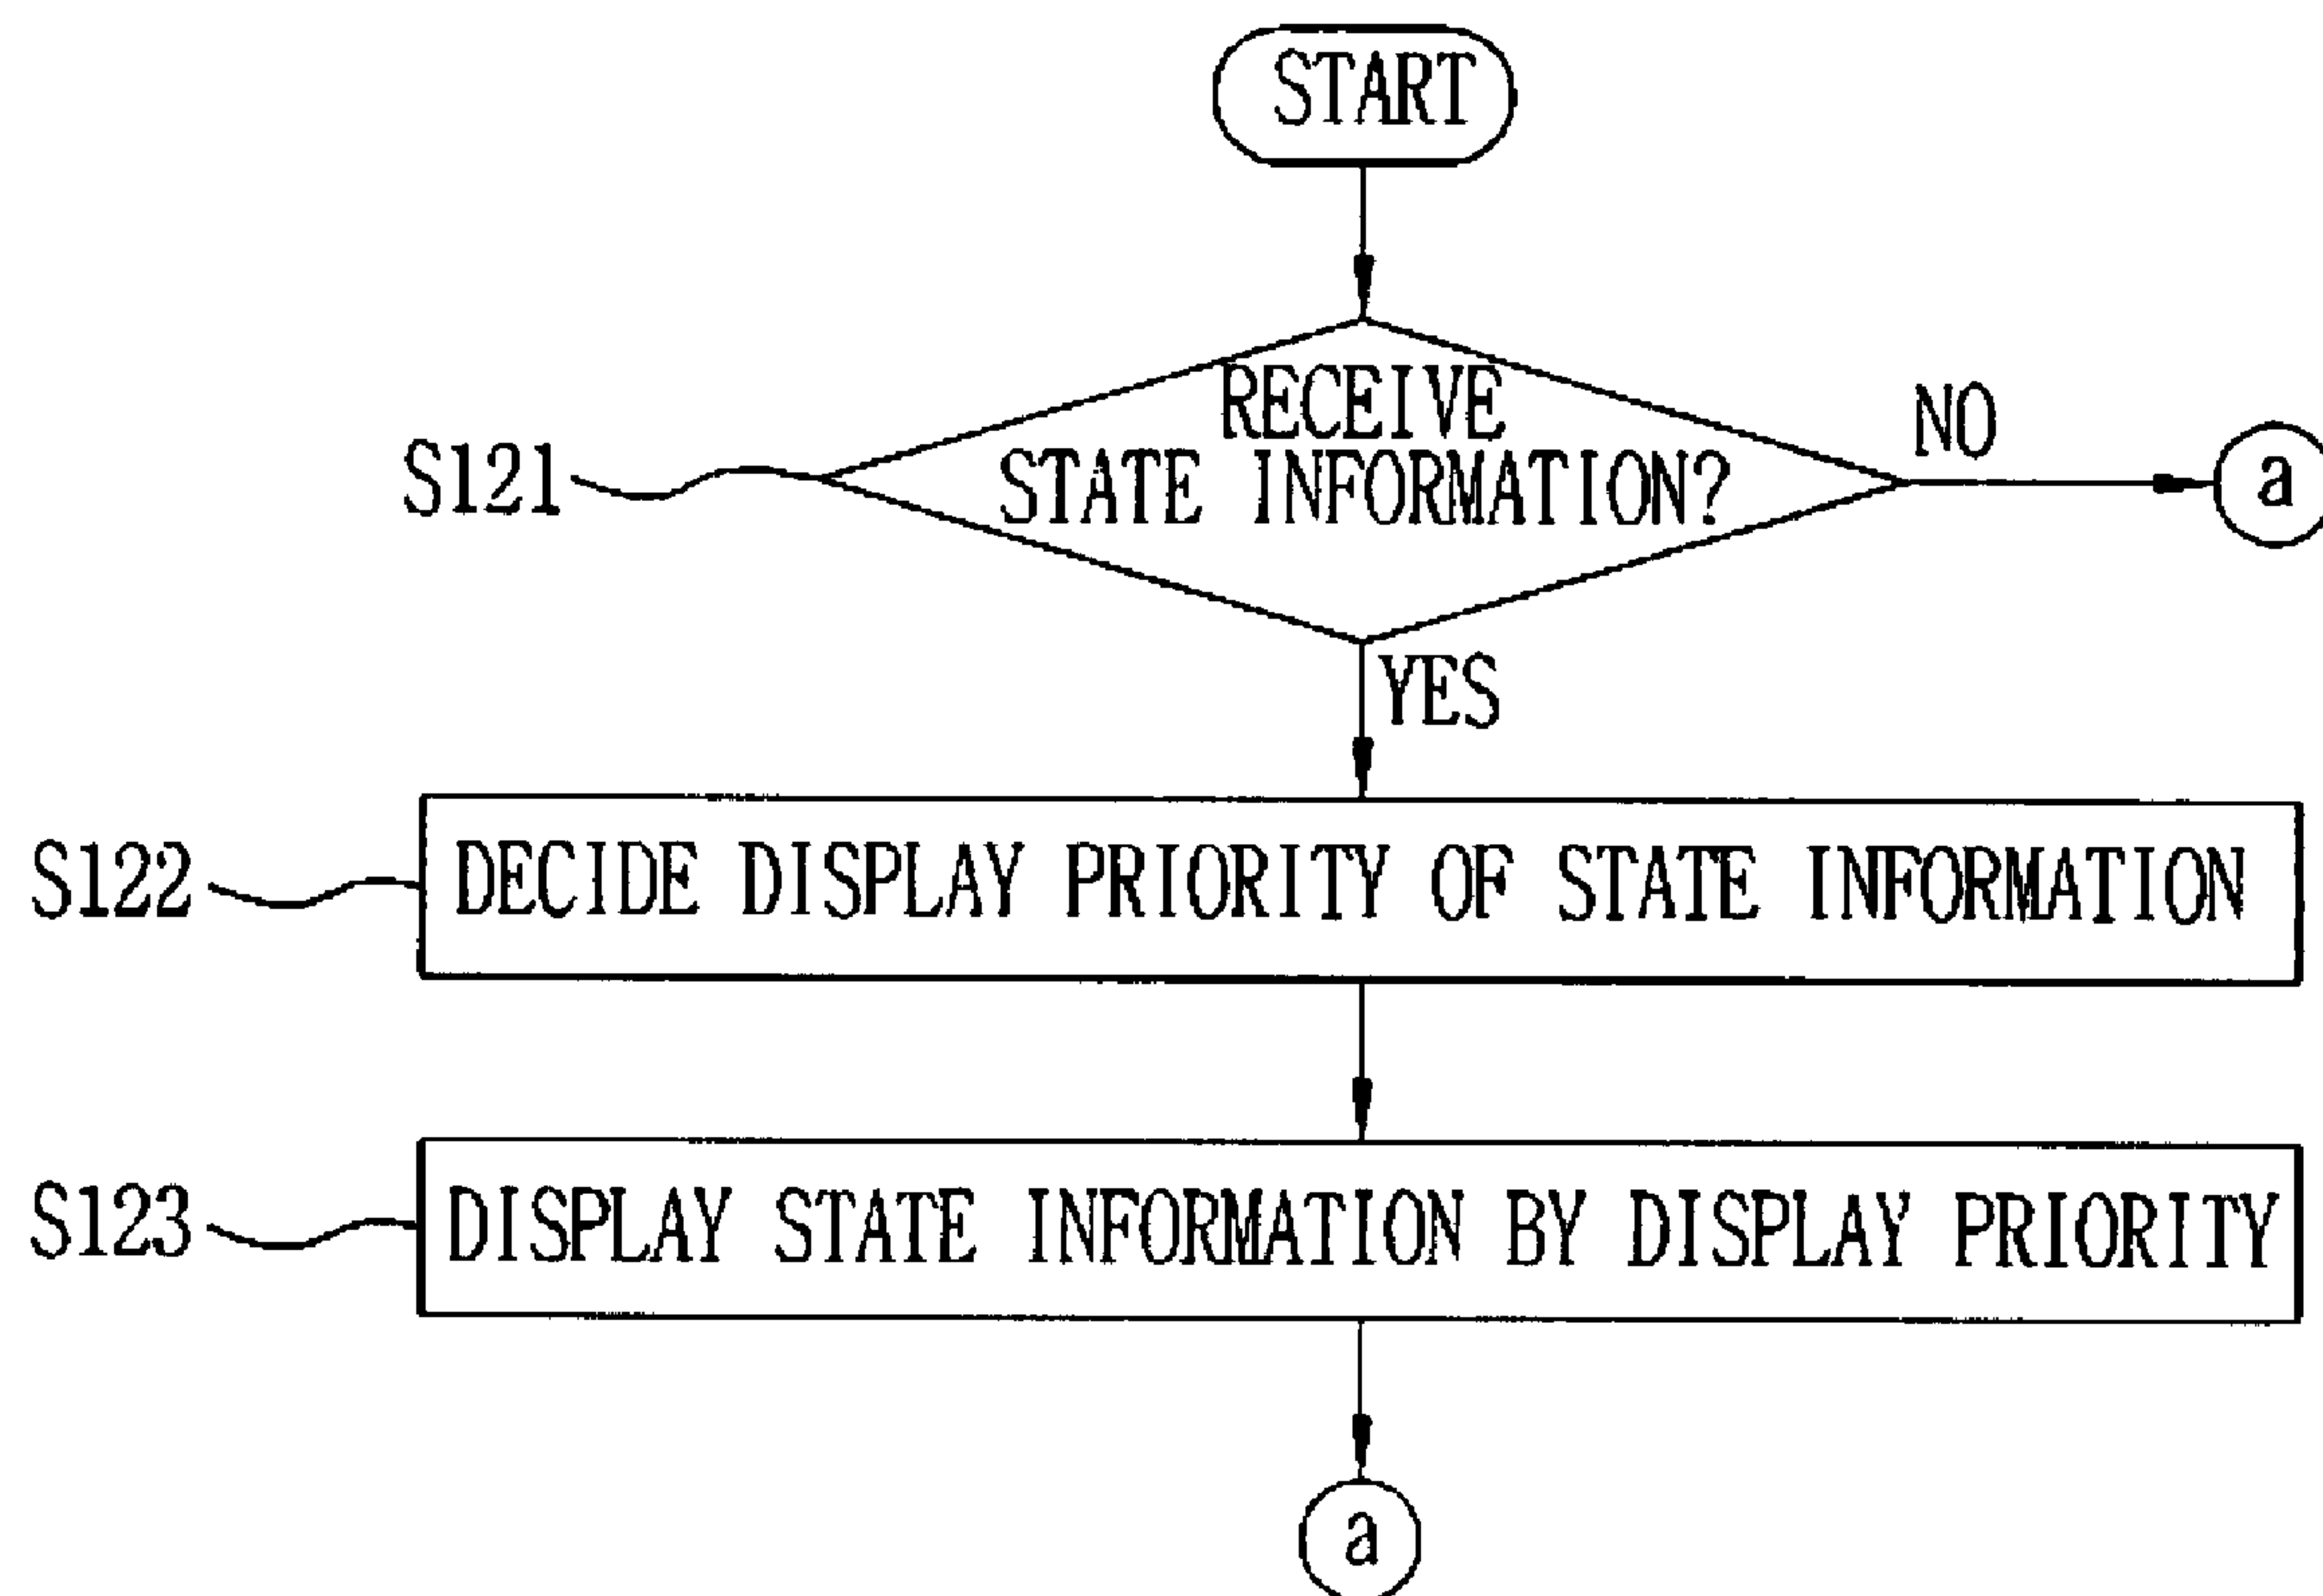 START
RECEIVE
NO
S121
STATE INFORMATION?
a
YES
S122
DECIDE DISPLAY PRIORITY OF STATE INFORMATION
S123
DISPLAY STATE INFORMATION BY DISPLAY PRIORITY
a